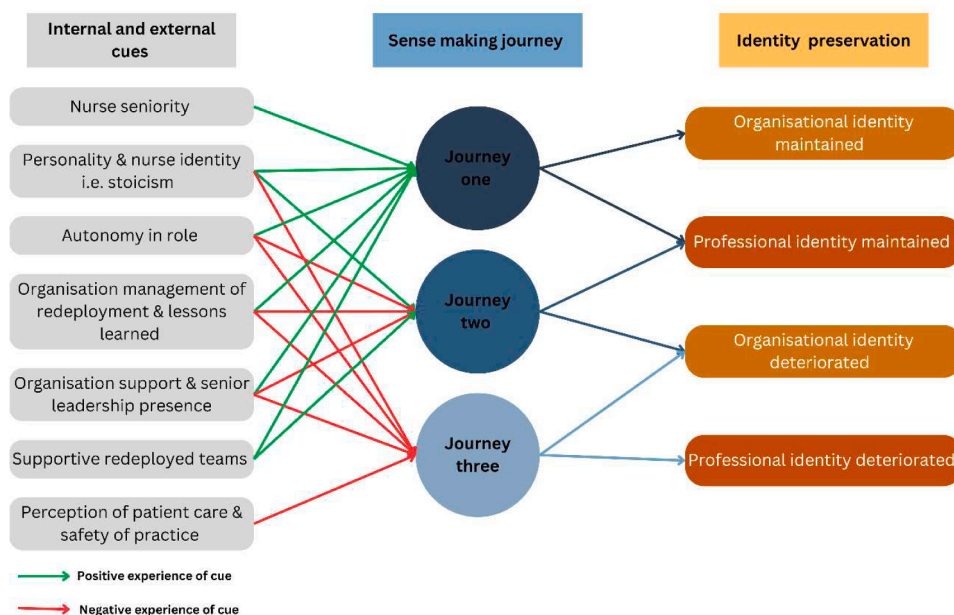 Internal and external
cues
Sense making journey
Identity preservation
Nurse seniority
Personality & nurse identity
i.e. stoicism
Autonomy in role
Organisation management of
redeployment & lessons
learned
Organisation support & senior
leadership presence
Supportive redeployed teams
Perception of patient care &
safety of practice
Journey
one
Journey
two
Journey
three
Organisational identity
maintained
Professional identity maintained
Organisational identity
deteriorated
Professional identity deteriorated
Positive experience of cue
Negative experience of cue